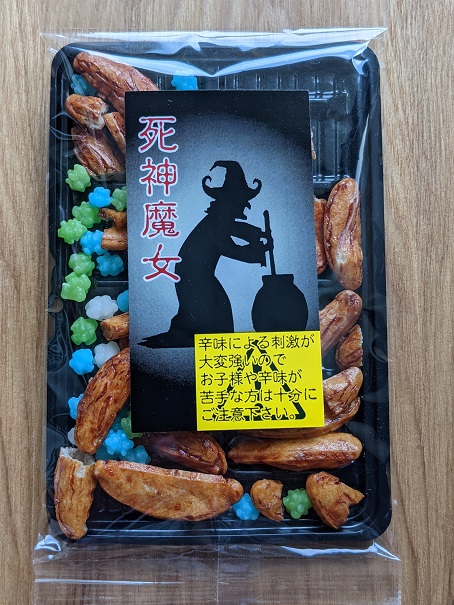 死神魔女
辛味による刺激が
大変強いので
お子様や辛味が
苦手な方は十分に
ご注意下さい。